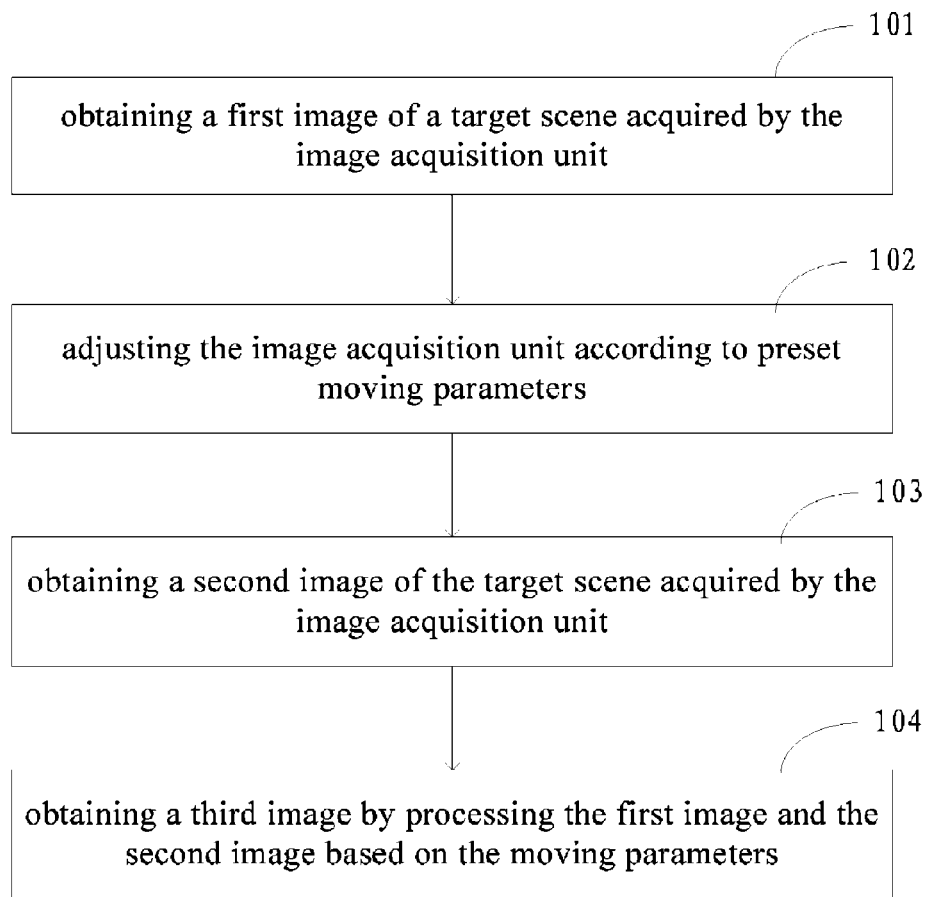 101
obtaining a first image of a target scene acquired by the
image acquisition unit
102
adjusting the image acquisition unit according to preset
moving parameters
103
obtaining a second image of the target scene acquired by the
image acquisition unit
104
obtaining a third image by processing the first image and the
second image based on the moving parameters